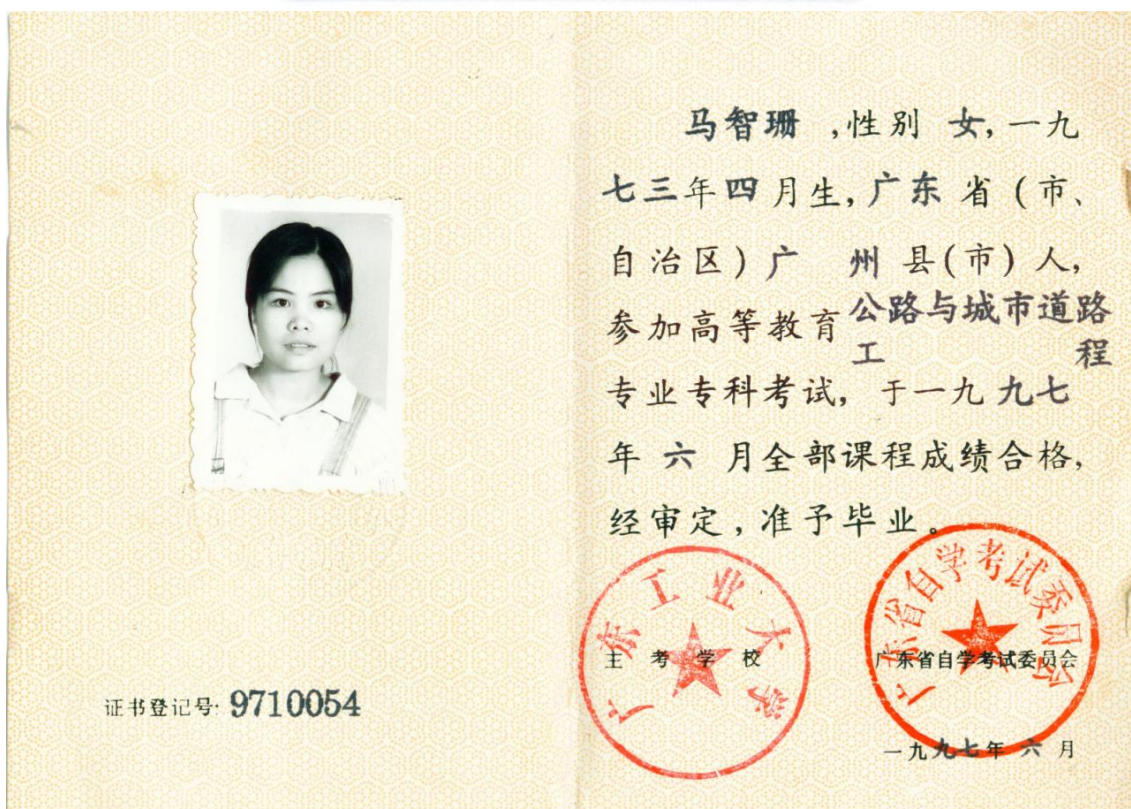 证书登记号: 9710054
马智珊 ,性别 女,一九
七三年四月生,广东 省 (市、
自治区) 广 州 县(市) 人,
参加高等教育 公路与城市道路
工 程
专业专科考试, 于一九 九七
年 六 月全部课程成绩合格,
经审定,准予毕业。
广东工业大学
主 考 学 校
广东省自学考试委员会
广东省自学考试委员会
一九九七年 六 月